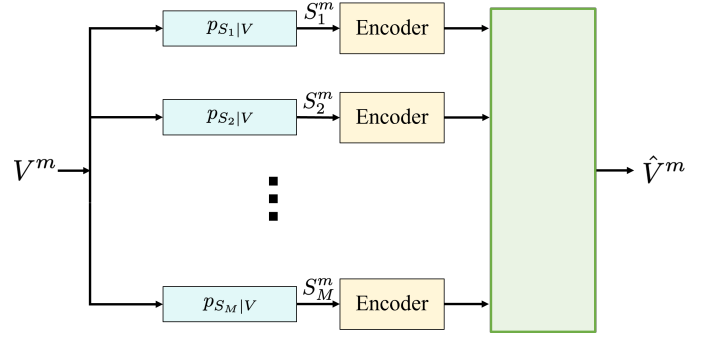 p_{S_1|V} S_1^m Encoder
p_{S_2|V} S_2^m Encoder
V^m \hat{V}^m
p_{S_M|V} S_M^m Encoder